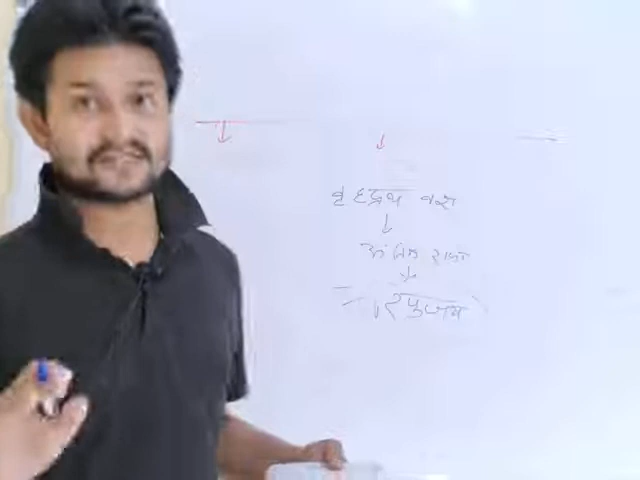 बृहद्रथ वंश
अंतिम राजा
रिपुंजय